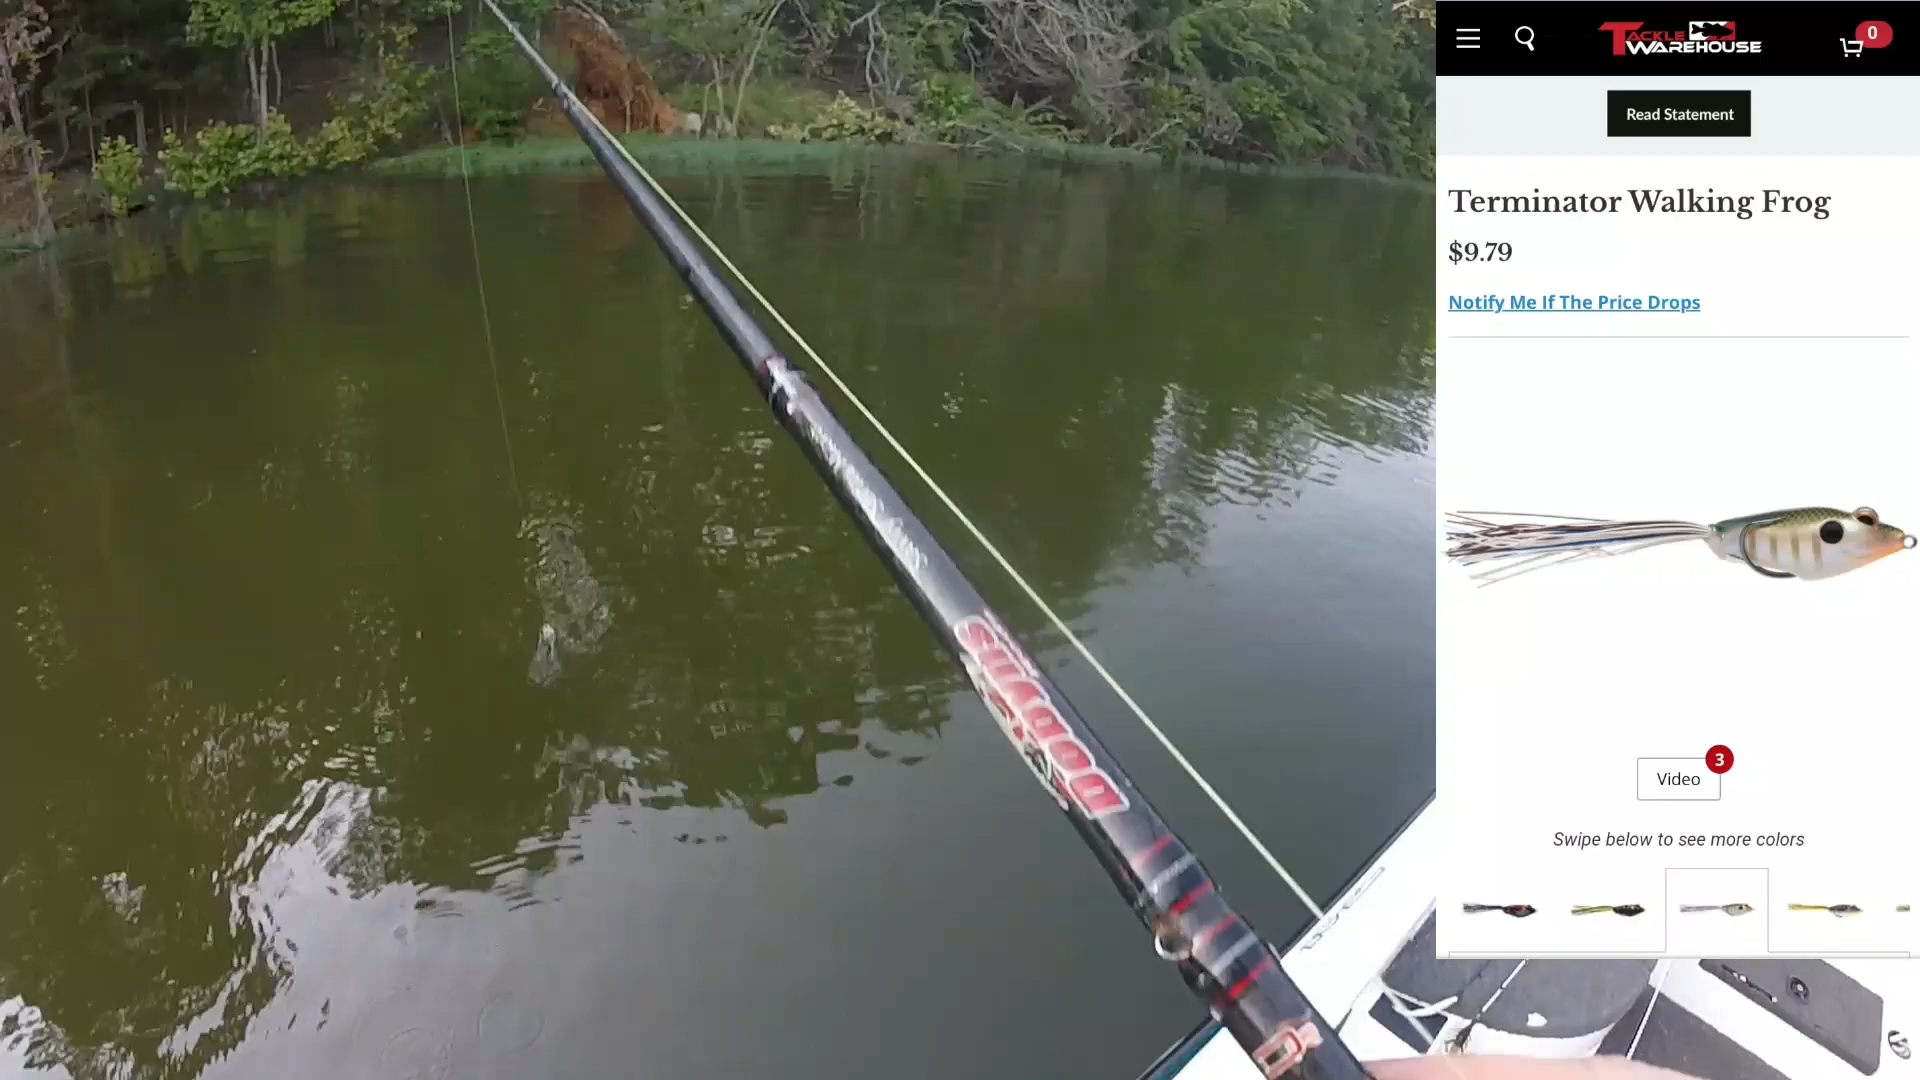 TACKLE
WAREHOUSE
0
Read Statement
Terminator Walking Frog
$9.79
Notify Me If The Price Drops
3
Video
Swipe below to see more colors